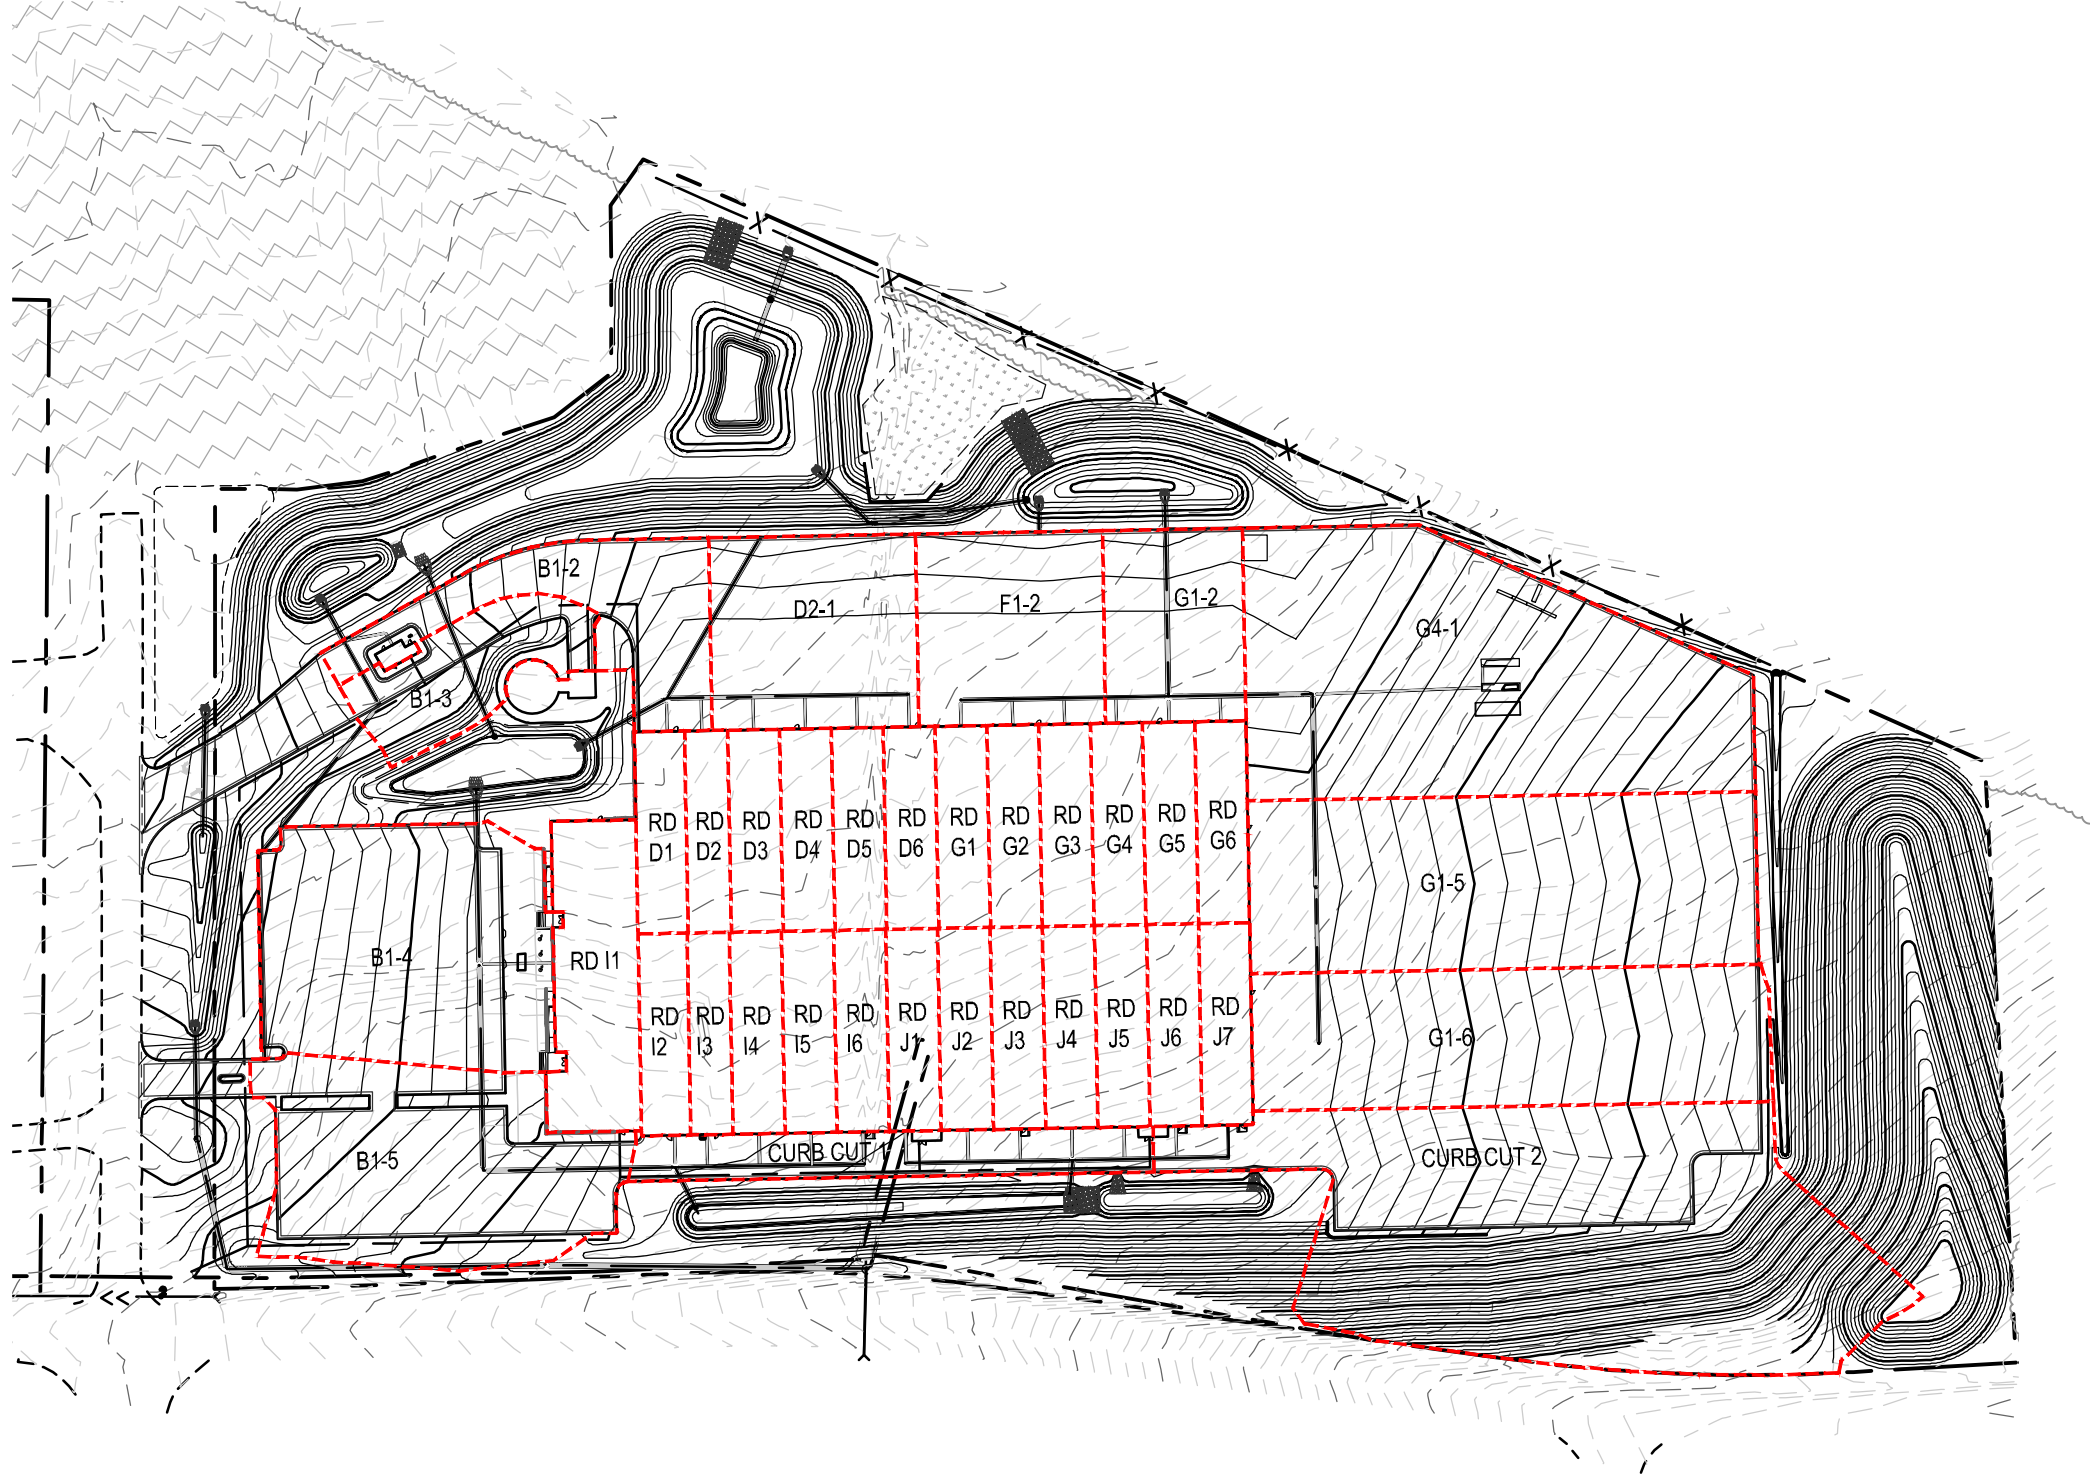 B1-2
D2-1
F1-2
G1-2
G4-1
B1-3
RD D1
RD D2
RD D3
RD D4
RD D5
RD D6
RD G1
RD G2
RD G3
RD G4
RD G5
RD G6
G1-5
B1-4
RD I1
RD I2
RD I3
RD I4
RD I5
RD I6
RD J1
RD J2
RD J3
RD J4
RD J5
RD J6
RD J7
G1-6
B1-5
CURB CUT 1
CURB CUT 2